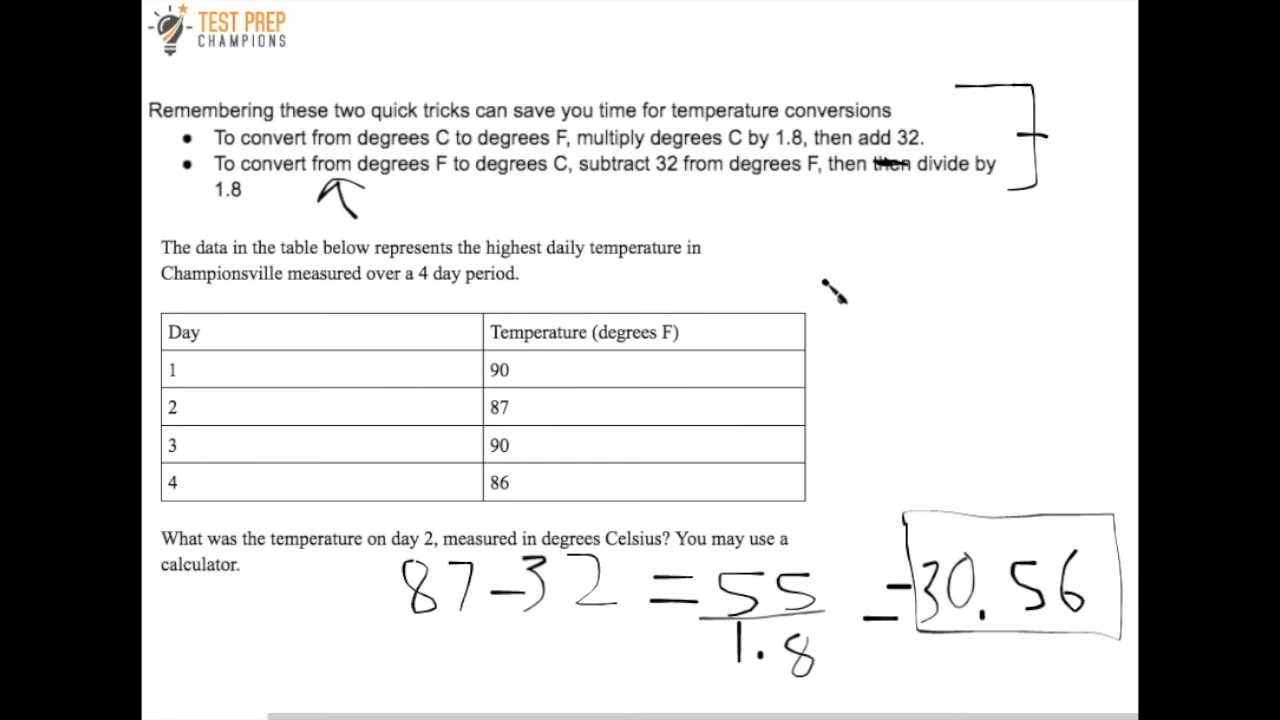 TEST PREP
CHAMPIONS
Remembering these two quick tricks can save you time for temperature conversions
• To convert from degrees C to degrees F, multiply degrees C by 1.8, then add 32.
• To convert from degrees F to degrees C, subtract 32 from degrees F, then then divide by
1.8
The data in the table below represents the highest daily temperature in
Championsville measured over a 4 day period.
Day Temperature (degrees F)
1 90
2 87
3 90
4 86
What was the temperature on day 2, measured in degrees Celsius? You may use a
calculator.
87-32 = 55 = 30.56
1.8